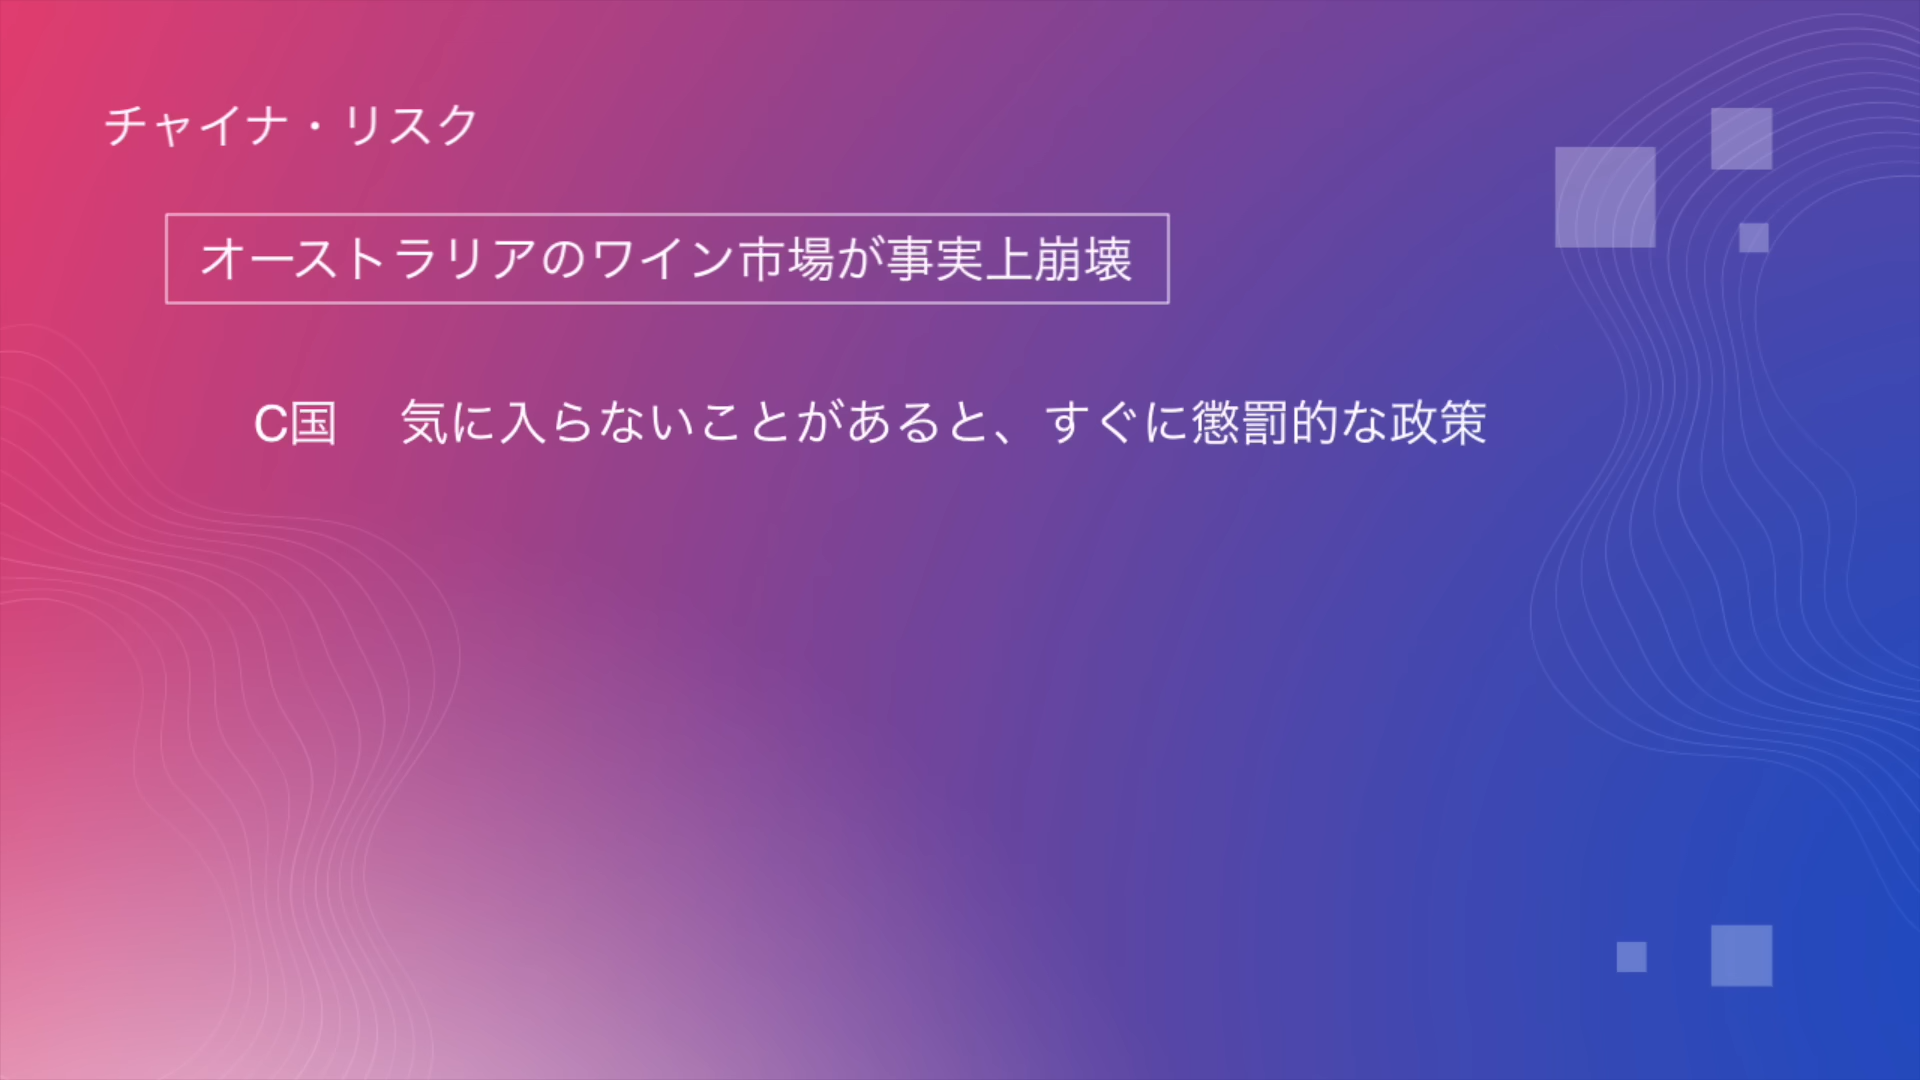 チャイナ・リスク
オーストラリアのワイン市場が事実上崩壊
C国　気に入らないことがあると、すぐに懲罰的な政策